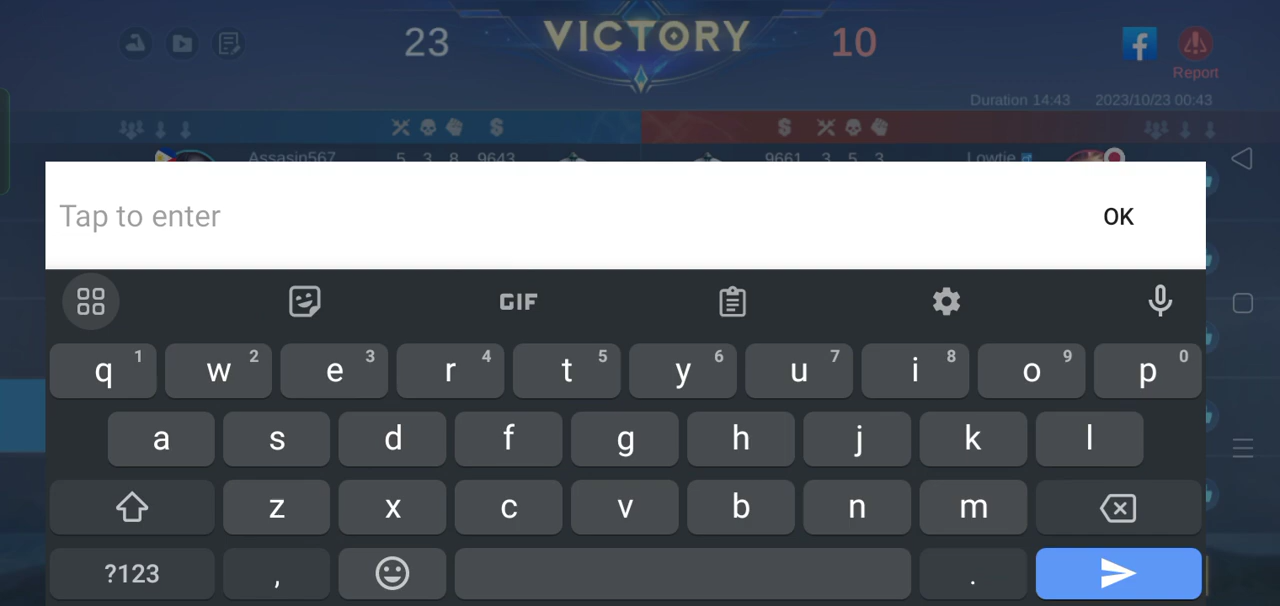 23 VICTORY 10
Report
Duration 14:43 2023/10/23 00:43
Assasin567 5 3 8 9643 9661 3 5 3 Lowtie
Tap to enter OK
GIF
q 1 w 2 e 3 r 4 t 5 y 6 u 7 i 8 o 9 p 0
a s d f g h j k l
z x c v b n m
?123 , .